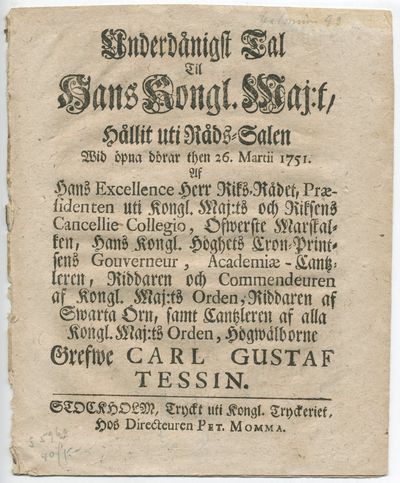 Underdånigst Tal
Til
Hans Kongl. Maj:t,
Hållit uti Råds-Salen
Wid öpna dörar then 26. Martii 1751.
Af
Hans Excellence Herr Riks-Rådet, Præ-
sidenten uti Kongl. Maj:ts och Riksens
Cancellie-Collegio, Öfwerste Marskal-
ken, Hans Kongl. Höghets Cron-Print-
sens Gouverneur, Academiæ-Cantz-
leren, Riddaren och Commendeuren
af Kongl. Maj:ts Orden, Riddaren af
Swarta Örn, samt Cantzleren af alla
Kongl. Maj:ts Orden, Högwälborne
Grefwe CARL GUSTAF
TESSIN.
STOCKHOLM, Tryckt uti Kongl. Tryckeriet,
Hos Directeuren PET. MOMMA.